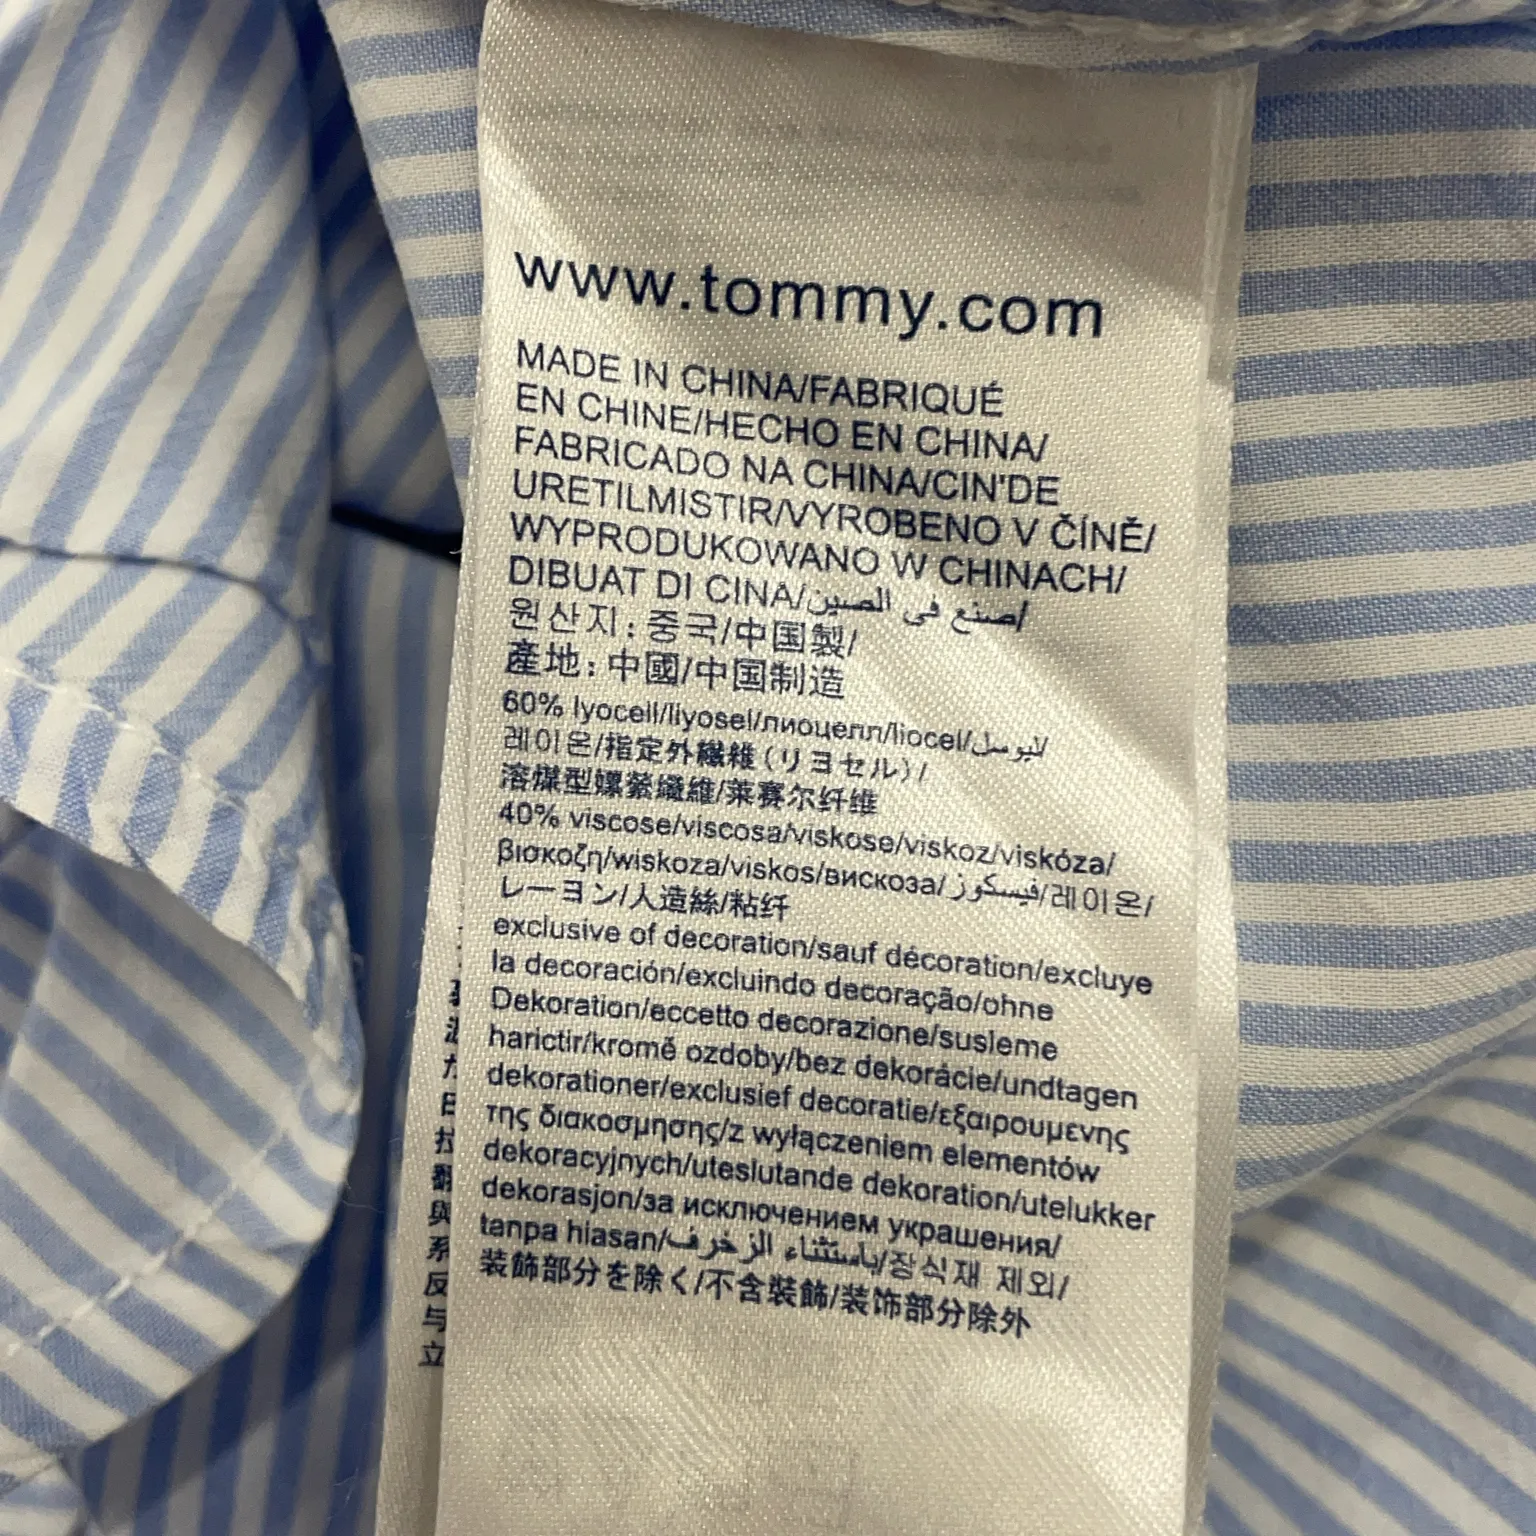 www.tommy.com
MADE IN CHINA/FABRIQUÉ
EN CHINE/HECHO EN CHINA/
FABRICADO NA CHINA/CIN'DE
URETILMISTIR/VYROBENO V ČÍNĚ/
WYPRODUKOWANO W CHINACH/
DIBUAT DI CINA/صنع في الصين/
원산지: 중국/中国製/
產地: 中國/中国制造
60% lyocell/liyosel/лиоцелл/liocel/ليوسل/
레이온/指定外繊維(リヨセル)/
溶煤型嫘縈纖維/莱赛尔纤维
40% viscose/viscosa/viskose/viskoz/viskóza/
βισκοζη/wiskoza/viskos/вискоза/فيسكوز/레이온/
レーヨン/人造絲/粘纤
exclusive of decoration/sauf décoration/excluye
la decoración/excluindo decoração/ohne
Dekoration/eccetto decorazione/susleme
harictir/kromě ozdoby/bez dekorácie/undtagen
dekorationer/exclusief decoratie/εξαιρουμενης
της διακοσμησης/z wyłączeniem elementów
dekoracyjnych/uteslutande dekoration/utelukker
dekorasjon/за исключением украшения/
tanpa hiasan/باستثناء الزخرف/장식재 제외/
装飾部分を除く/不含裝飾/装饰部分除外